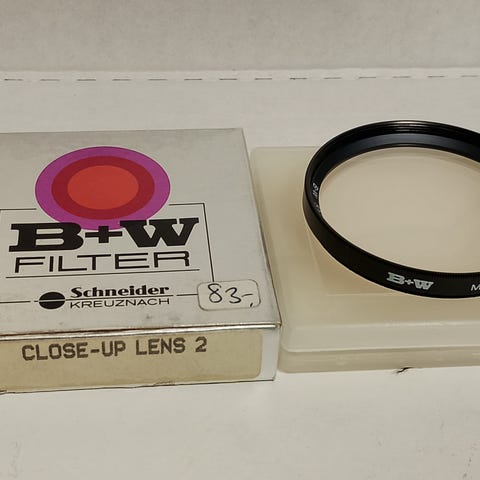 B+W
FILTER
Schneider
KREUZNACH
83-,
CLOSE-UP LENS 2
B+W